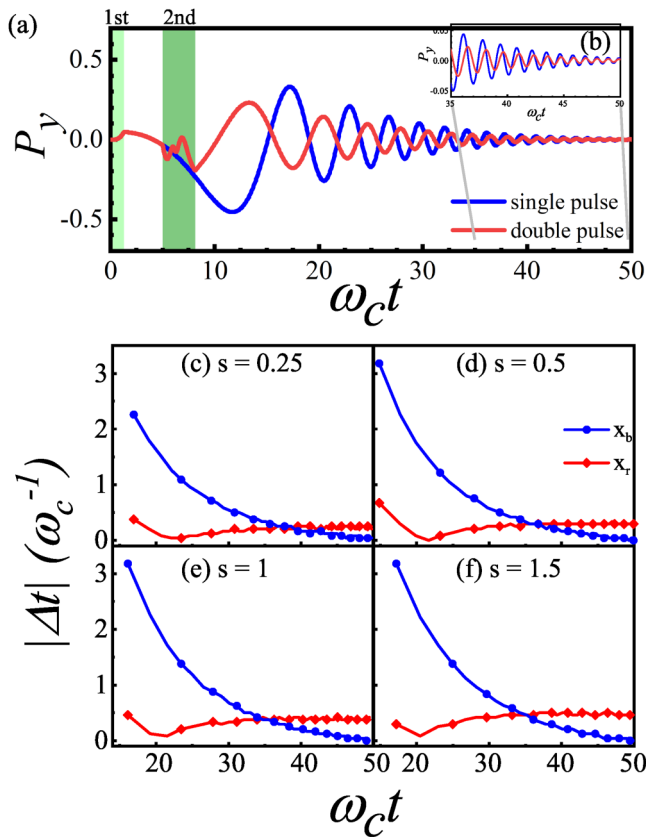 (a)
1st 2nd
0.5
0.0
-0.5
P_y
0 10 20 30 40 50
ω_c t
single pulse
double pulse
(b)
0.05
0.00
-0.05
P_y
35 40 45 50
ω_c t
(c) s = 0.25
(d) s = 0.5
x_b
x_r
3
2
1
0
(e) s = 1
(f) s = 1.5
3
2
1
0
|Δt| (ω_c^-1)
20 30 40 50 20 30 40 50
ω_c t